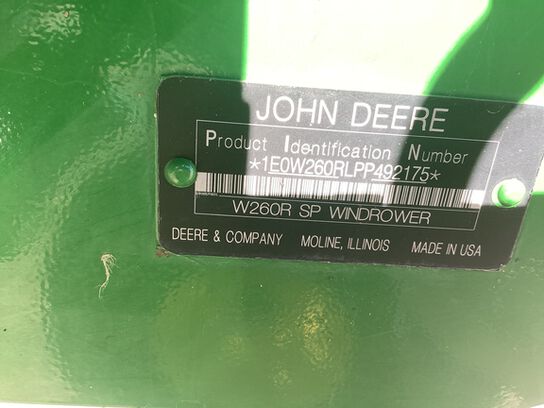 JOHN DEERE
Product Identification Number
*1E0W260RLPP492175*
W260R SP WINDROWER
DEERE & COMPANY MOLINE, ILLINOIS MADE IN USA